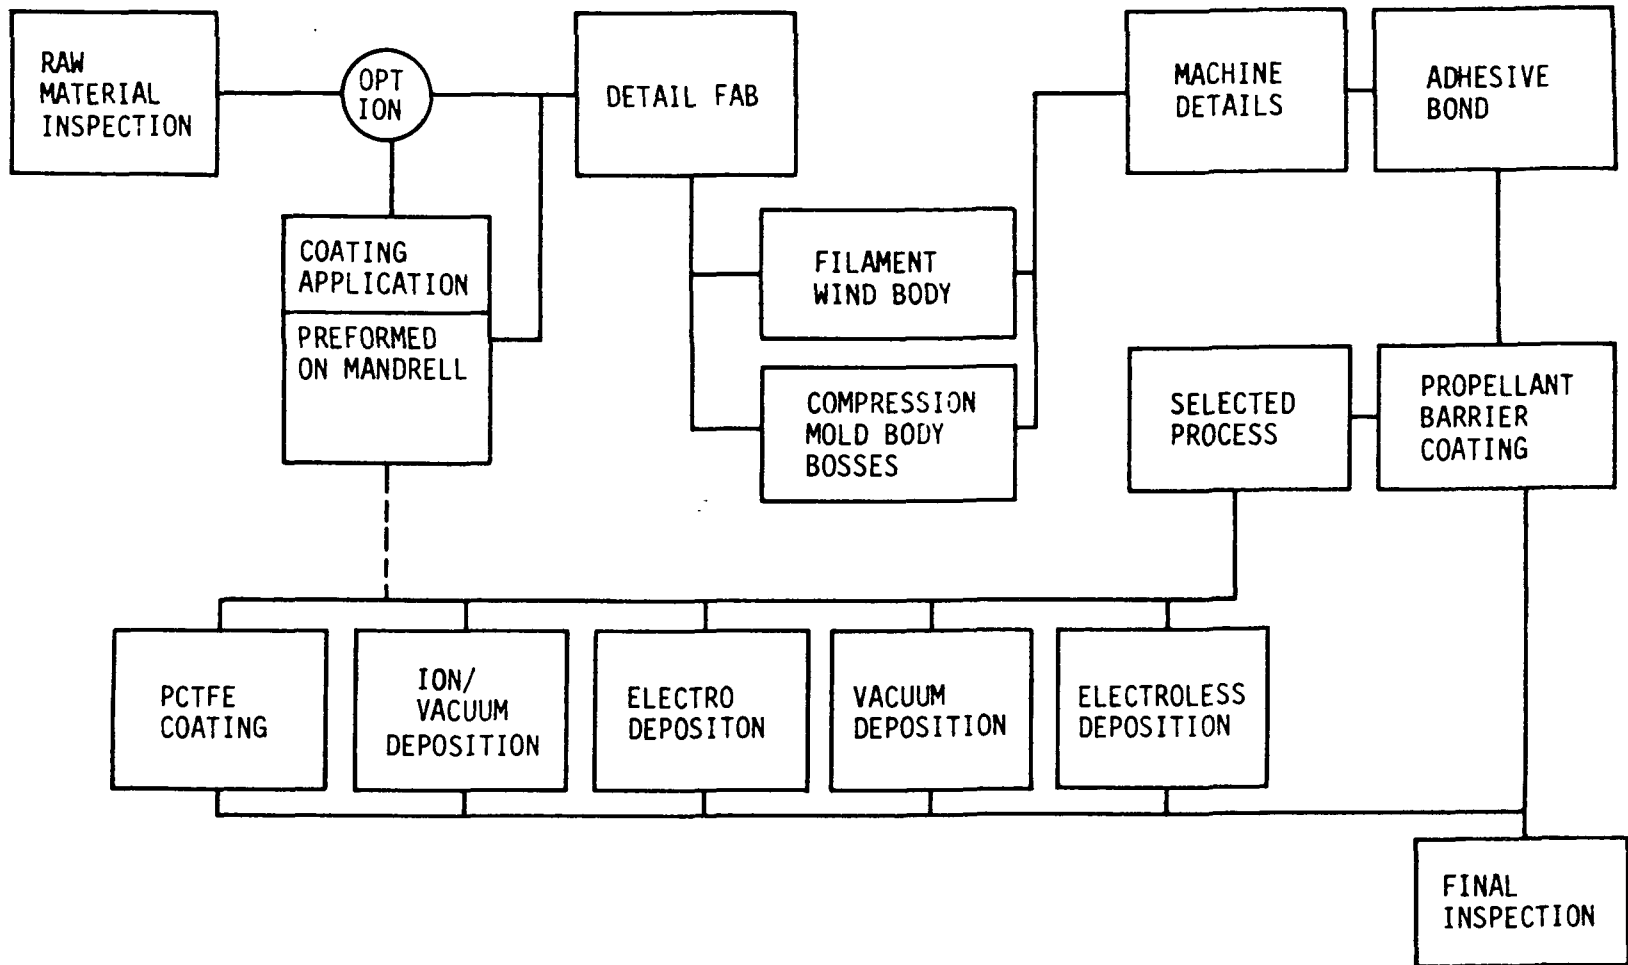 RAW
MATERIAL
INSPECTION
OPT
ION
DETAIL FAB
MACHINE
DETAILS
ADHESIVE
BOND
COATING
APPLICATION
PREFORMED
ON MANDRELL
FILAMENT
WIND BODY
COMPRESSION
MOLD BODY
BOSSES
SELECTED
PROCESS
PROPELLANT
BARRIER
COATING
PCTFE
COATING
ION/
VACUUM
DEPOSITION
ELECTRO
DEPOSITON
VACUUM
DEPOSITION
ELECTROLESS
DEPOSITION
FINAL
INSPECTION